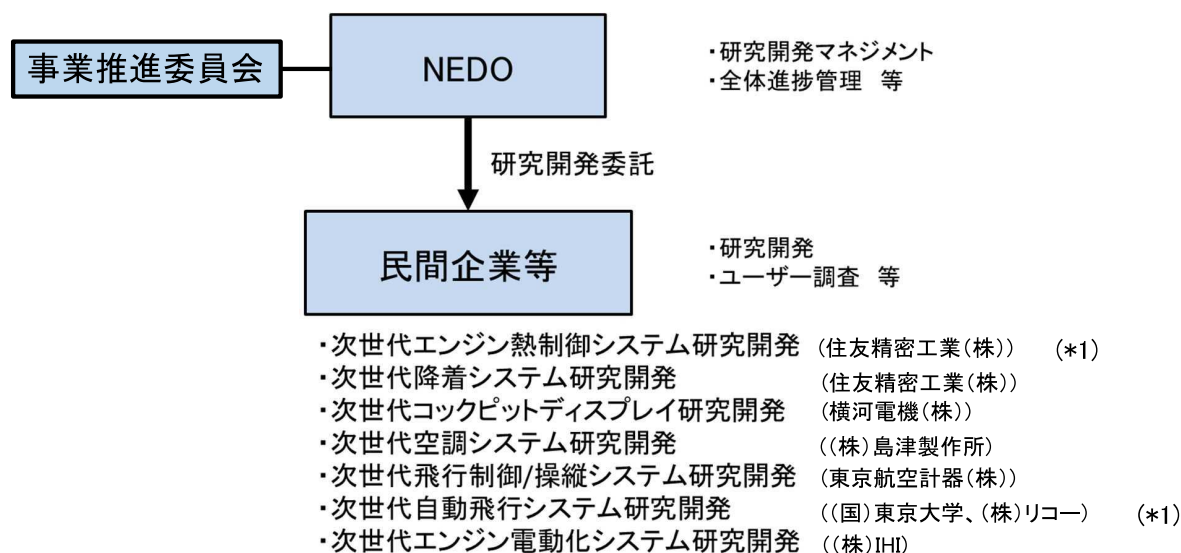 事業推進委員会
NEDO
・研究開発マネジメント
・全体進捗管理 等
研究開発委託
民間企業等
・研究開発
・ユーザー調査 等
・次世代エンジン熱制御システム研究開発 (住友精密工業(株)) (*1)
・次世代降着システム研究開発 (住友精密工業(株))
・次世代コックピットディスプレイ研究開発 (横河電機(株))
・次世代空調システム研究開発 ((株)島津製作所)
・次世代飛行制御/操縦システム研究開発 (東京航空計器(株))
・次世代自動飛行システム研究開発 ((国)東京大学、(株)リコー) (*1)
・次世代エンジン電動化システム研究開発 ((株)IHI)